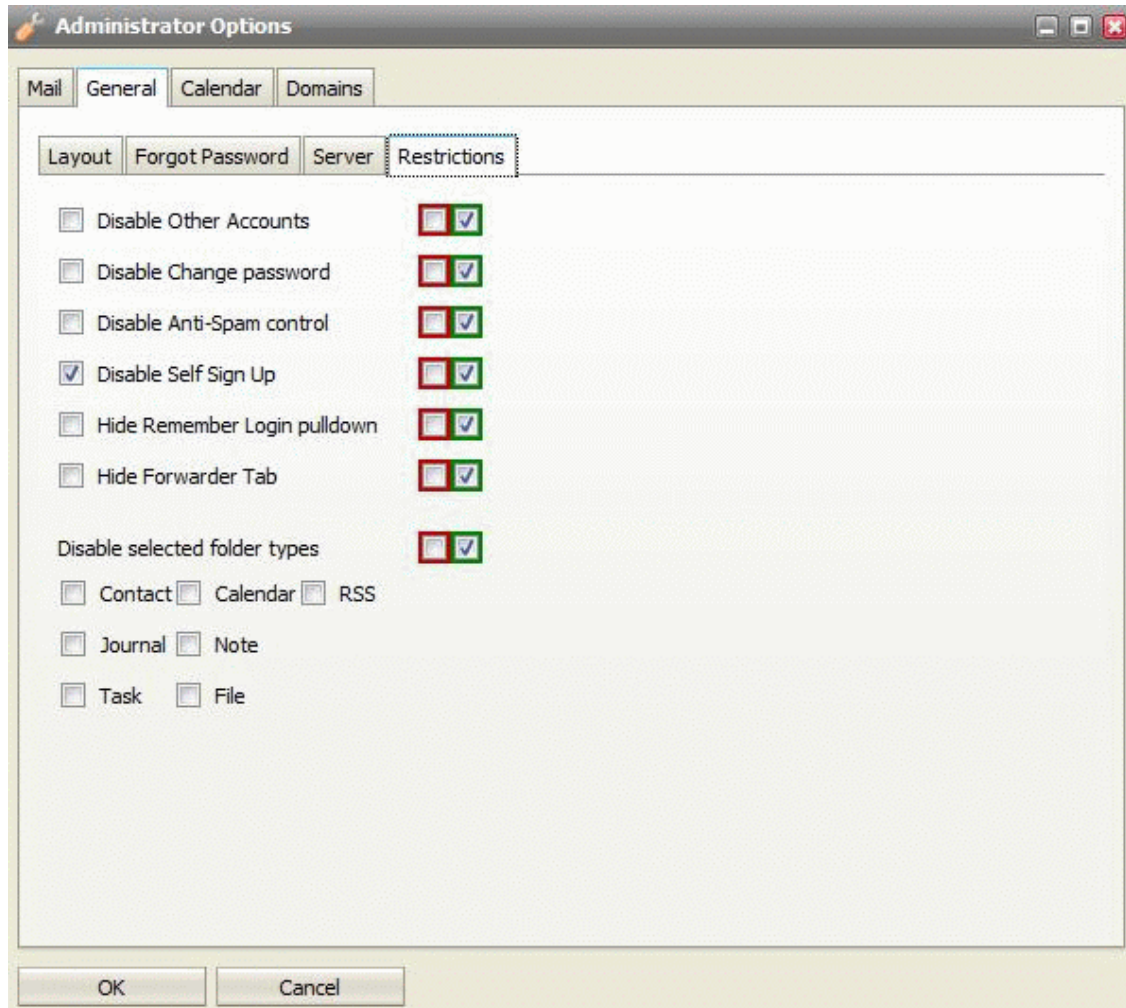 Administrator Options
Mail General Calendar Domains
Layout Forgot Password Server Restrictions
Disable Other Accounts
Disable Change password
Disable Anti-Spam control
Disable Self Sign Up
Hide Remember Login pulldown
Hide Forwarder Tab
Disable selected folder types
Contact Calendar RSS
Journal Note
Task File
OK Cancel